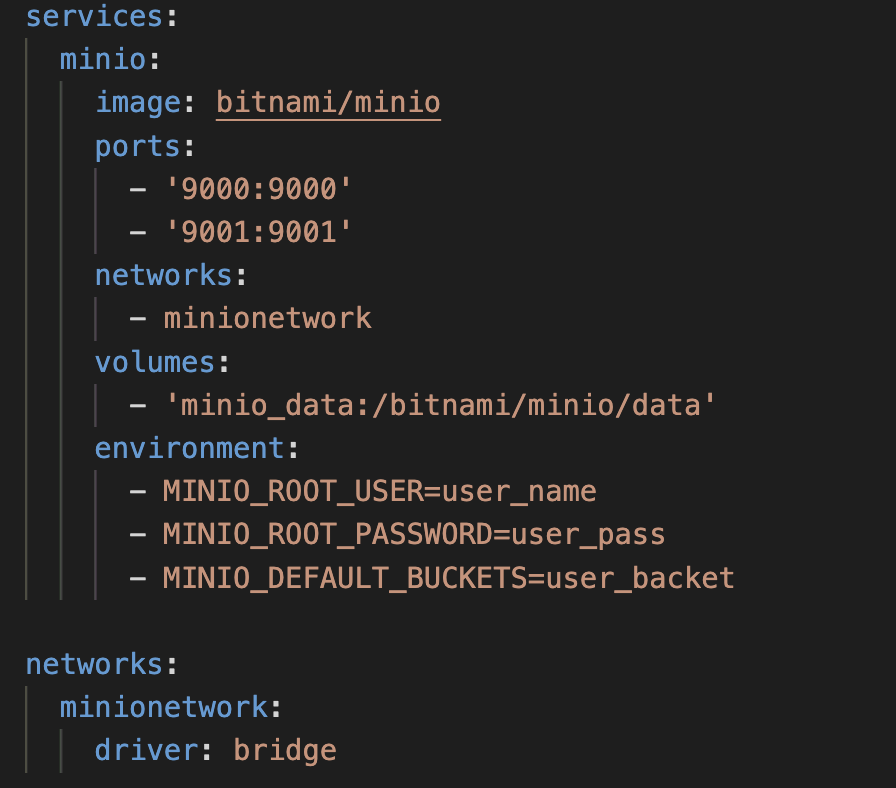 services:
  minio:
    image: bitnami/minio
    ports:
      - '9000:9000'
      - '9001:9001'
    networks:
      - minionetwork
    volumes:
      - 'minio_data:/bitnami/minio/data'
    environment:
      - MINIO_ROOT_USER=user_name
      - MINIO_ROOT_PASSWORD=user_pass
      - MINIO_DEFAULT_BUCKETS=user_backet

networks:
  minionetwork:
    driver: bridge